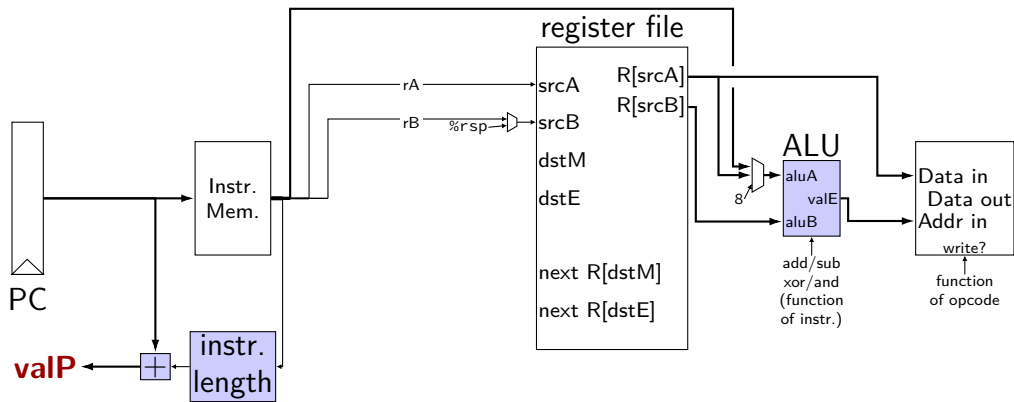 register file
R[srcA]
R[srcB]
srcA
srcB
dstM
dstE
next R[dstM]
next R[dstE]
rA
rB
%rsp
PC
Instr.
Mem.
instr.
length
+
valP
8
ALU
aluA
valE
aluB
add/sub
xor/and
(function
of instr.)
Data in
Data out
Addr in
write?
function
of opcode